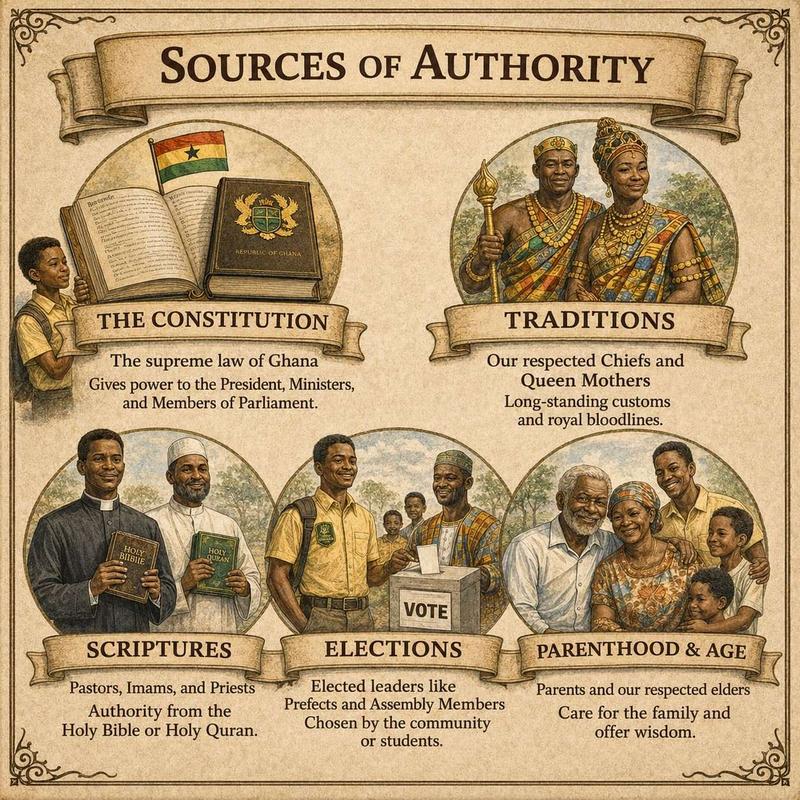 SOURCES OF AUTHORITY
REPUBLIC OF GHANA
THE CONSTITUTION
The supreme law of Ghana
Gives power to the President, Ministers,
and Members of Parliament.
TRADITIONS
Our respected Chiefs and
Queen Mothers
Long-standing customs
and royal bloodlines.
HOLY
BIBIIE
HOLY
QURAN
SCRIPTURES
Pastors, Imams, and Priests
Authority from the
Holy Bible or Holy Quran.
VOTE
ELECTIONS
Elected leaders like
Prefects and Assembly Members
Chosen by the community
or students.
PARENTHOOD & AGE
Parents and our respected elders
Care for the family and
offer wisdom.